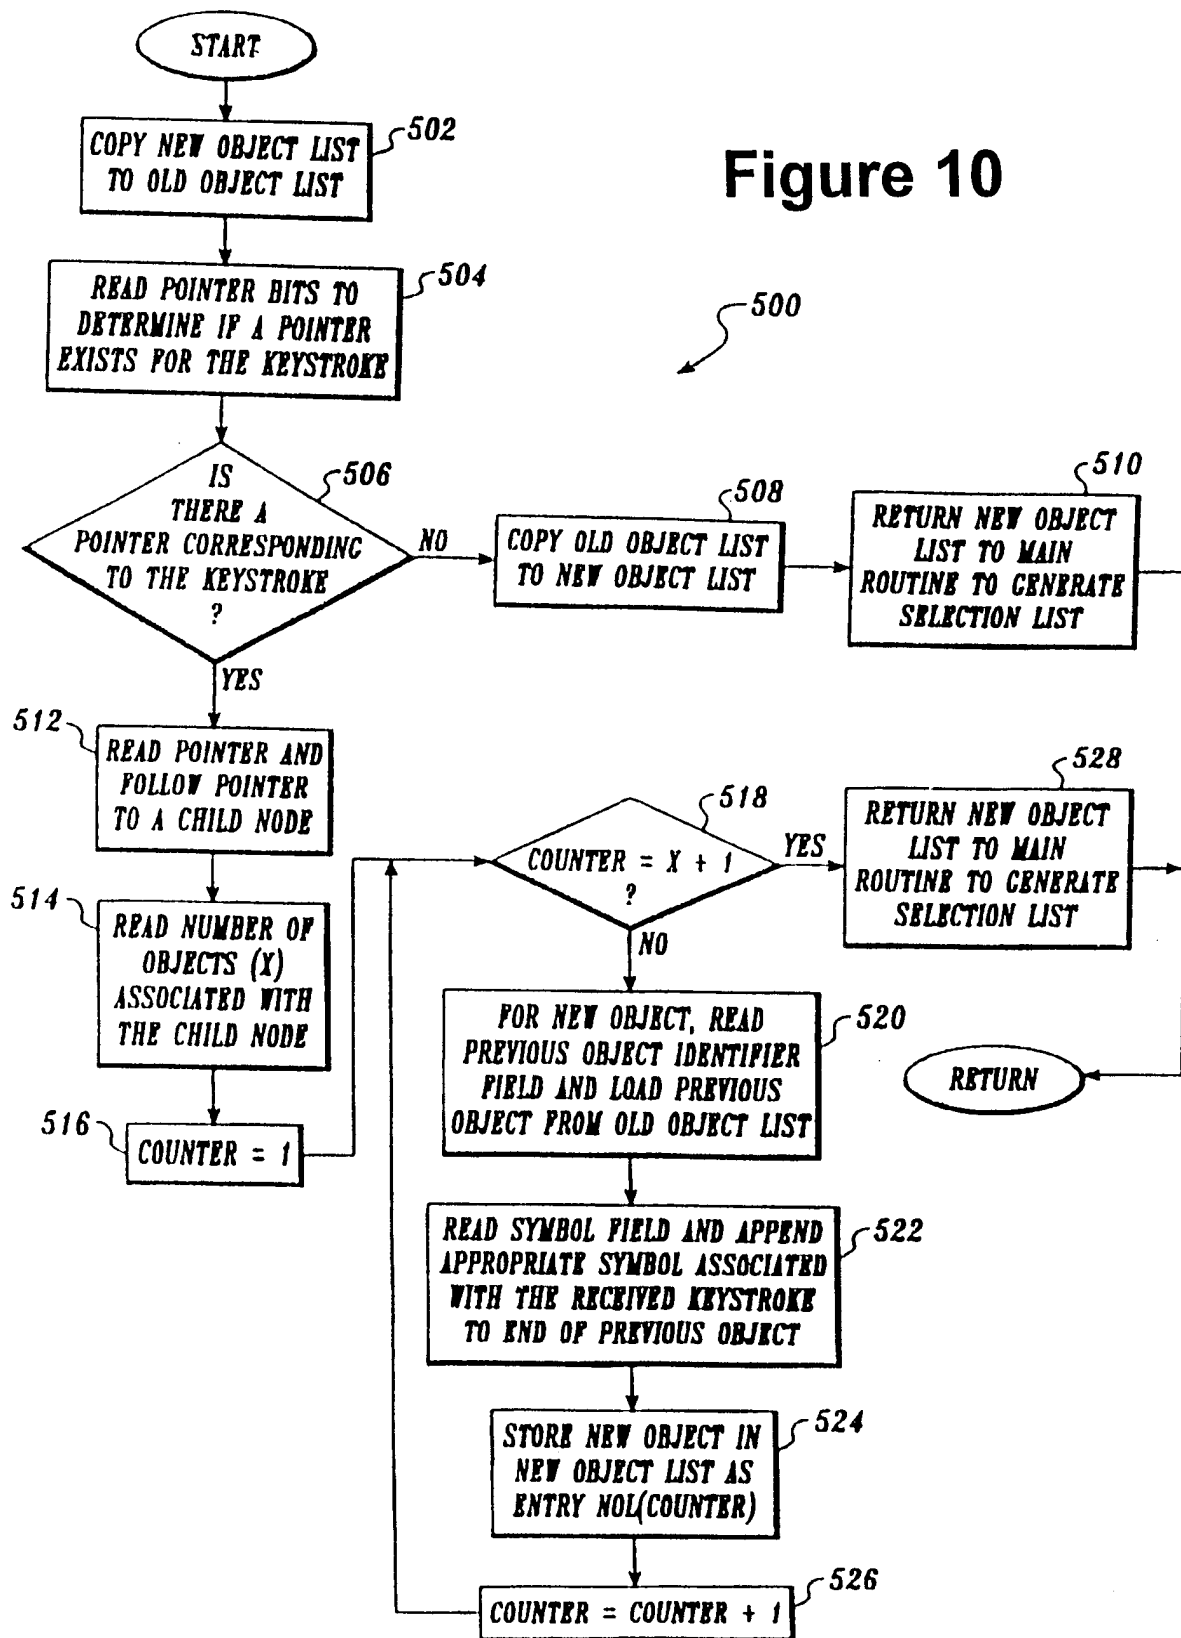 START
COPY NEW OBJECT LIST
TO OLD OBJECT LIST
502
Figure 10
READ POINTER BITS TO
DETERMINE IF A POINTER
EXISTS FOR THE KEYSTROKE
504
500
IS
THERE A
POINTER CORRESPONDING
TO THE KEYSTROKE
?
506
NO
COPY OLD OBJECT LIST
TO NEW OBJECT LIST
508
RETURN NEW OBJECT
LIST TO MAIN
ROUTINE TO GENERATE
SELECTION LIST
510
YES
512
READ POINTER AND
FOLLOW POINTER
TO A CHILD NODE
514
READ NUMBER OF
OBJECTS (X)
ASSOCIATED WITH
THE CHILD NODE
516
COUNTER = 1
COUNTER = X + 1
?
518
YES
RETURN NEW OBJECT
LIST TO MAIN
ROUTINE TO GENERATE
SELECTION LIST
528
NO
FOR NEW OBJECT, READ
PREVIOUS OBJECT IDENTIFIER
FIELD AND LOAD PREVIOUS
OBJECT FROM OLD OBJECT LIST
520
RETURN
READ SYMBOL FIELD AND APPEND
APPROPRIATE SYMBOL ASSOCIATED
WITH THE RECEIVED KEYSTROKE
TO END OF PREVIOUS OBJECT
522
STORE NEW OBJECT IN
NEW OBJECT LIST AS
ENTRY NOL(COUNTER)
524
COUNTER = COUNTER + 1
526